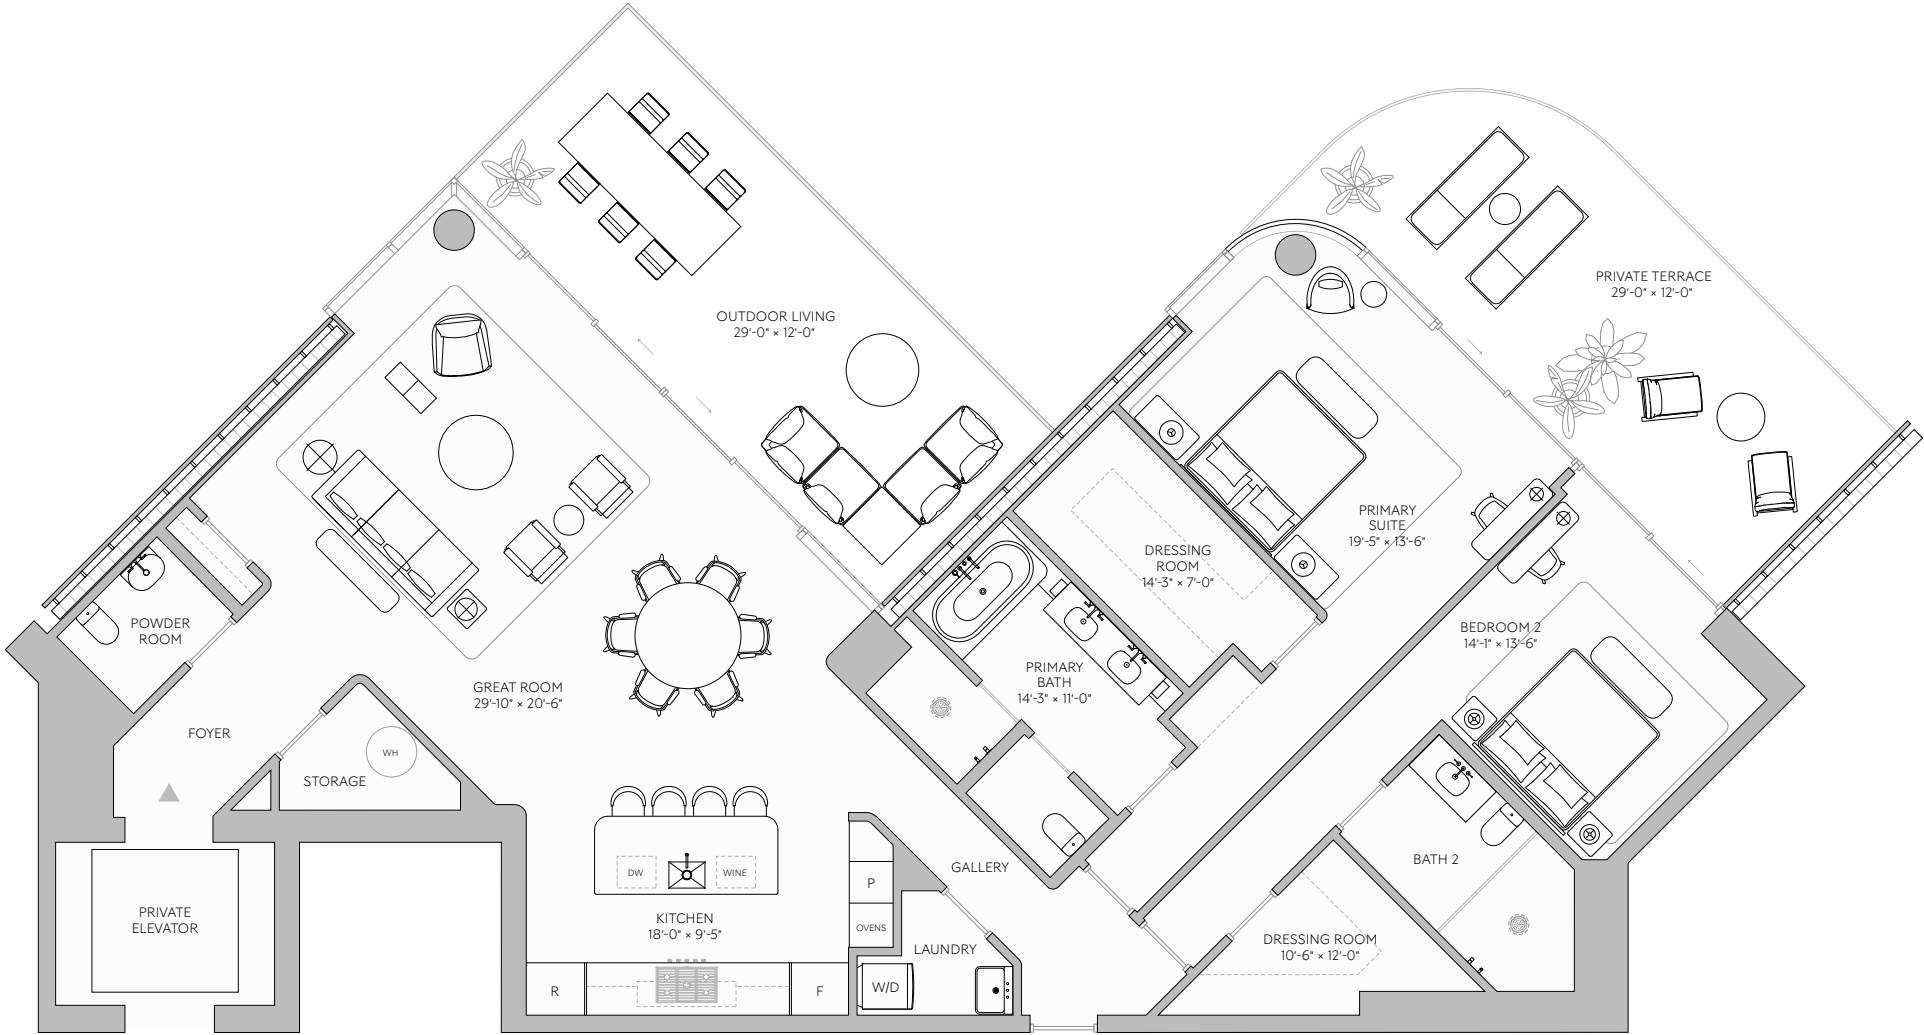 PRIVATE TERRACE
29'-0" × 12'-0"
OUTDOOR LIVING
29'-0" × 12'-0"
PRIMARY
SUITE
19'-5" × 13'-6"
DRESSING
ROOM
14'-3" × 7'-0"
POWDER
ROOM
BEDROOM 2
14'-1" × 13'-6"
PRIMARY
BATH
14'-3" × 11'-0"
GREAT ROOM
29'-10" × 20'-6"
FOYER
WH
STORAGE
DW
WINE
P
GALLERY
BATH 2
PRIVATE
ELEVATOR
KITCHEN
18'-0" × 9'-5"
OVENS
LAUNDRY
DRESSING ROOM
10'-6" × 12'-0"
R
F
W/D